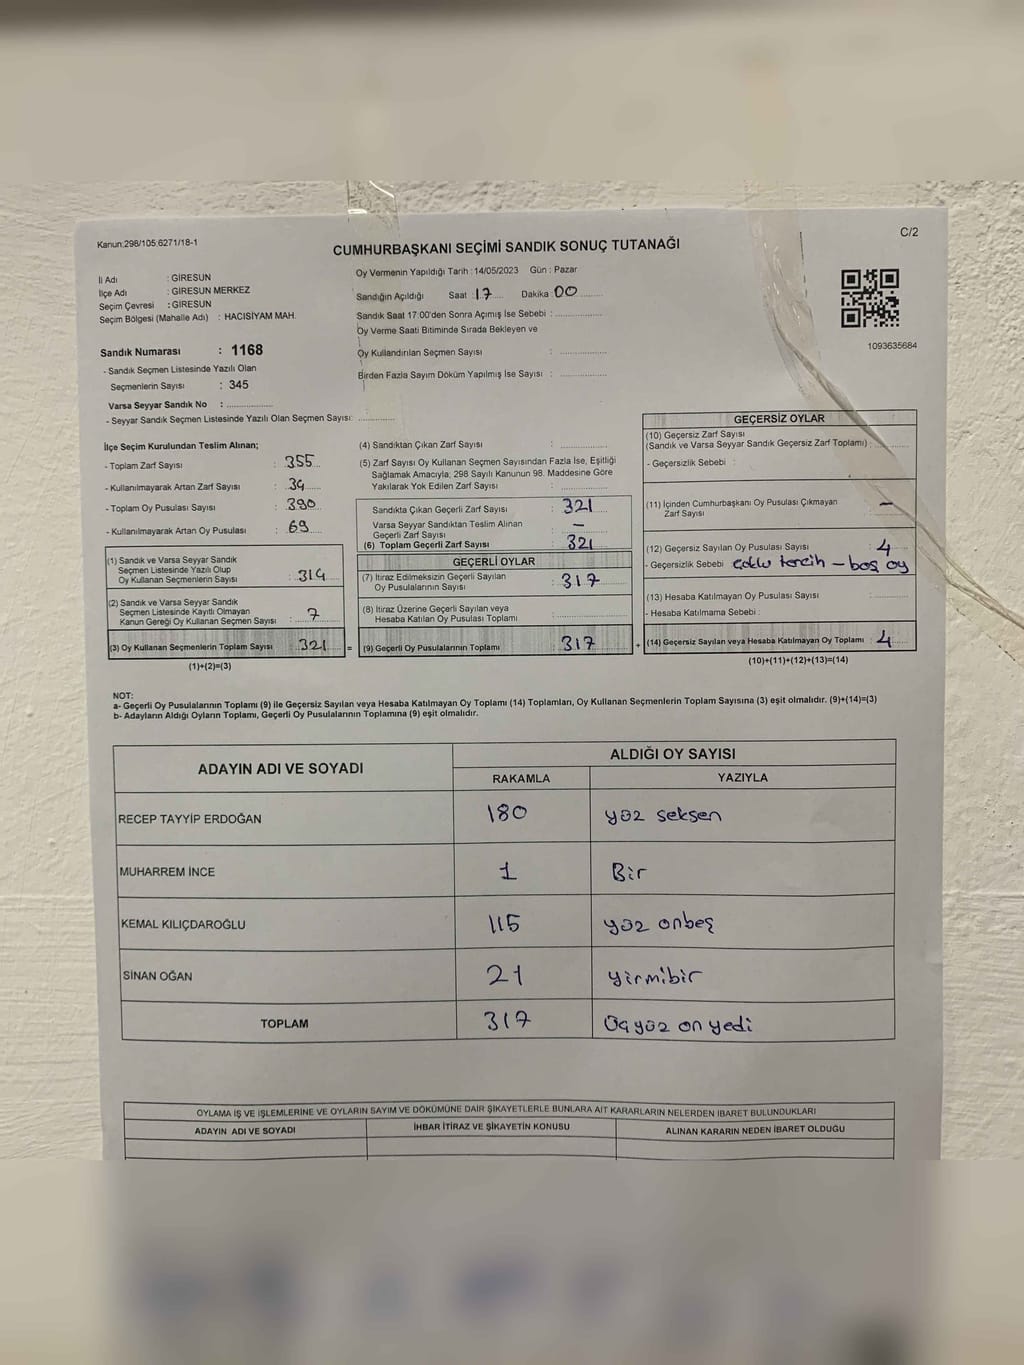 Kanun:298/105,6271/18-1
C/2
CUMHURBAŞKANI SEÇİMİ SANDIK SONUÇ TUTANAĞI
İl Adı : GİRESUN
İlçe Adı : GİRESUN MERKEZ
Seçim Çevresi : GİRESUN
Seçim Bölgesi (Mahalle Adı) : HACISİYAM MAH.
Oy Vermenin Yapıldığı Tarih : 14/05/2023 Gün : Pazar
Sandığın Açıldığı Saat : 17 Dakika 00
Sandık Saat 17:00'den Sonra Açımış İse Sebebi :
Oy Verme Saati Bitiminde Sırada Bekleyen ve
Oy Kullandırılan Seçmen Sayısı :
Birden Fazla Sayım Döküm Yapılmış İse Sayısı :
1093635684
Sandık Numarası : 1168
- Sandık Seçmen Listesinde Yazılı Olan
Seçmenlerin Sayısı : 345
Varsa Seyyar Sandık No :
- Seyyar Sandık Seçmen Listesinde Yazılı Olan Seçmen Sayısı:
İlçe Seçim Kurulundan Teslim Alınan;
- Toplam Zarf Sayısı : 355
- Kullanılmayarak Artan Zarf Sayısı : 34
- Toplam Oy Pusulası Sayısı : 390
- Kullanılmayarak Artan Oy Pusulası : 69
(1) Sandık ve Varsa Seyyar Sandık
Seçmen Listesinde Yazılı Olup
Oy Kullanan Seçmenlerin Sayısı : 314
(2) Sandık ve Varsa Seyyar Sandık
Seçmen Listesinde Kayıtlı Olmayan
Kanun Gereği Oy Kullanan Seçmen Sayısı : 7
(3) Oy Kullanan Seçmenlerin Toplam Sayısı 321 =
(1)+(2)=(3)
(4) Sandıktan Çıkan Zarf Sayısı :
(5) Zarf Sayısı Oy Kullanan Seçmen Sayısından Fazla İse, Eşitliği
Sağlamak Amacıyla; 298 Sayılı Kanunun 98. Maddesine Göre
Yakılarak Yok Edilen Zarf Sayısı :
Sandıkta Çıkan Geçerli Zarf Sayısı : 321
Varsa Seyyar Sandıktan Teslim Alınan
Geçerli Zarf Sayısı : –
(6) Toplam Geçerli Zarf Sayısı : 321
GEÇERLİ OYLAR
(7) İtiraz Edilmeksizin Geçerli Sayılan
Oy Pusulalarının Sayısı : 317
(8) İtiraz Üzerine Geçerli Sayılan veya
Hesaba Katılan Oy Pusulası Toplamı :
(9) Geçerli Oy Pusulalarının Toplamı : 317 +
GEÇERSİZ OYLAR
(10) Geçersiz Zarf Sayısı
(Sandık ve Varsa Seyyar Sandık Geçersiz Zarf Toplamı) :
- Geçersizlik Sebebi :
(11) İçinden Cumhurbaşkanı Oy Pusulası Çıkmayan
Zarf Sayısı –
(12) Geçersiz Sayılan Oy Pusulası Sayısı : 4
- Geçersizlik Sebebi Çoklu tercih – boş oy
(13) Hesaba Katılmayan Oy Pusulası Sayısı :
- Hesaba Katılmama Sebebi :
(14) Geçersiz Sayılan veya Hesaba Katılmayan Oy Toplamı : 4
(10)+(11)+(12)+(13)=(14)
NOT:
a- Geçerli Oy Pusulalarının Toplamı (9) ile Geçersiz Sayılan veya Hesaba Katılmayan Oy Toplamı (14) Toplamları, Oy Kullanan Seçmenlerin Toplam Sayısına (3) eşit olmalıdır. (9)+(14)=(3)
b- Adayların Aldığı Oyların Toplamı, Geçerli Oy Pusulalarının Toplamına (9) eşit olmalıdır.
ADAYIN ADI VE SOYADI ALDIĞI OY SAYISI
RAKAMLA YAZIYLA
RECEP TAYYİP ERDOĞAN 180 yüz seksen
MUHARREM İNCE 1 Bir
KEMAL KILIÇDAROĞLU 115 yüz onbeş
SİNAN OĞAN 21 yirmibir
TOPLAM 317 Üçyüz on yedi
OYLAMA İŞ VE İŞLEMLERİNE VE OYLARIN SAYIM VE DÖKÜMÜNE DAİR ŞİKAYETLERLE BUNLARA AİT KARARLARIN NELERDEN İBARET BULUNDUKLARI
ADAYIN ADI VE SOYADI İHBAR İTİRAZ VE ŞİKAYETİN KONUSU ALINAN KARARIN NEDEN İBARET OLDUĞU